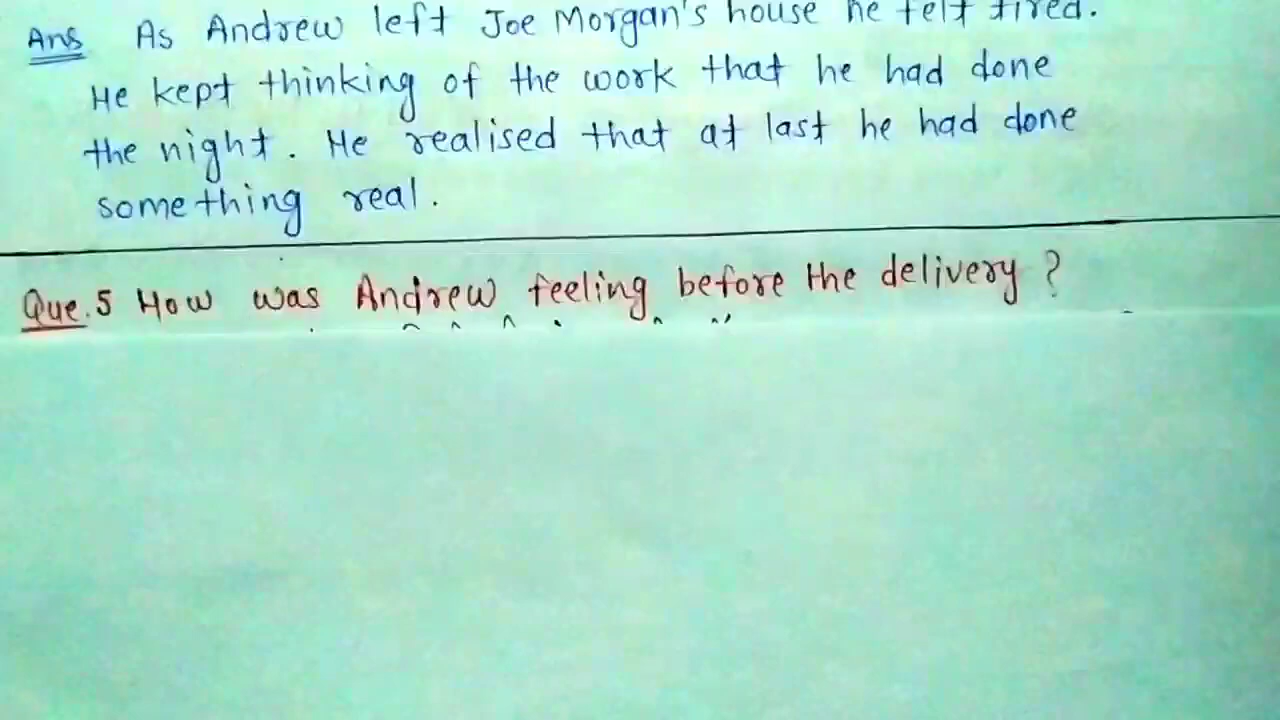 Ans As Andrew left Joe Morgan's house he felt tired.
He kept thinking of the work that he had done
the night. He realised that at last he had done
something real.
Que.5 How was Andrew feeling before the delivery ?